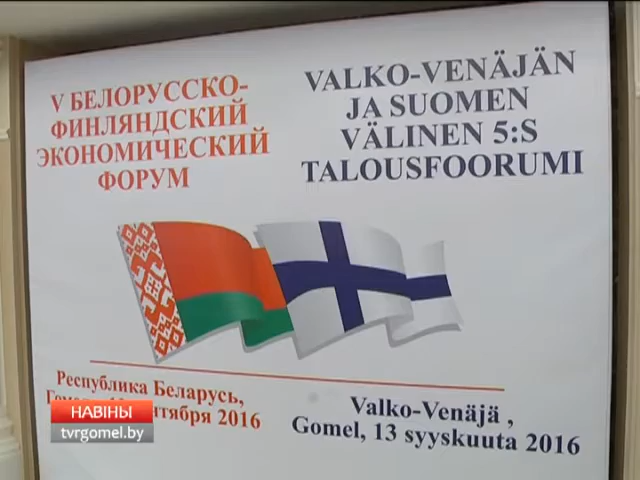 V БЕЛОРУССКО-
ФИНЛЯНДСКИЙ
ЭКОНОМИЧЕСКИЙ
ФОРУМ
VALKO-VENÄJÄN
JA SUOMEN
VÄLINEN 5:S
TALOUSFOORUMI
Республика Беларусь,
2016
Valko-Venäjä ,
Gomel, 13 syyskuuta 2016
НАВІНЫ
tvrgomel.by